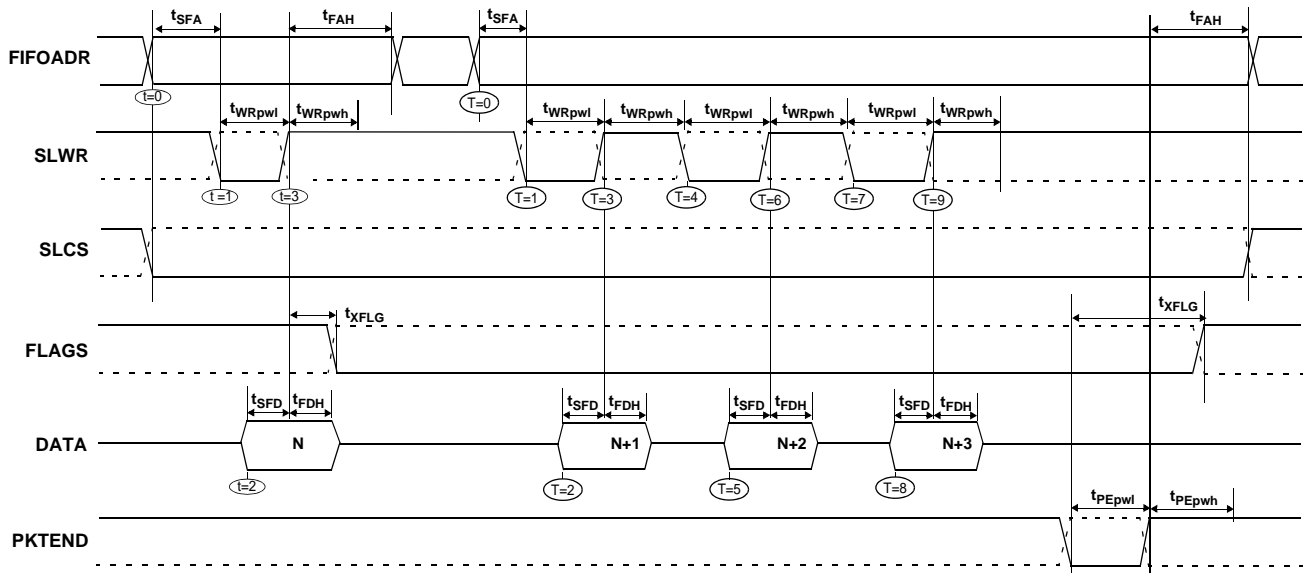 tSFA tFAH tSFA tFAH
FIFOADR
t=0 T=0
tWRpwl tWRpwh tWRpwl tWRpwh tWRpwl tWRpwh tWRpwl tWRpwh
SLWR
t =1 t=3 T=1 T=3 T=4 T=6 T=7 T=9
SLCS
tXFLG tXFLG
FLAGS
tSFD tFDH tSFD tFDH tSFD tFDH tSFD tFDH
DATA N N+1 N+2 N+3
t=2 T=2 T=5 T=8
tPEpwl tPEpwh
PKTEND